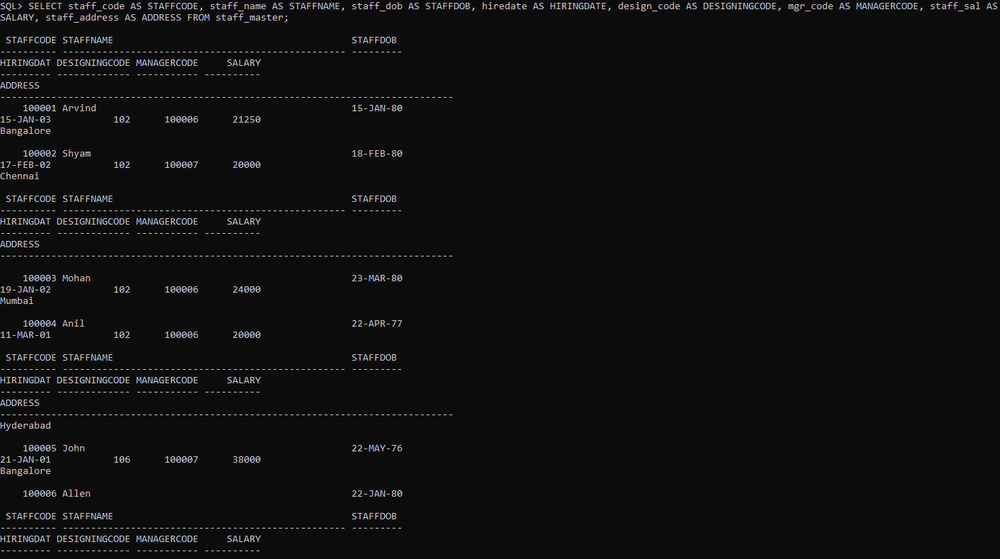 SQL> SELECT staff_code AS STAFFCODE, staff_name AS STAFFNAME, staff_dob AS STAFFDOB, hiredate AS HIRINGDATE, design_code AS DESIGNINGCODE, mgr_code AS MANAGERCODE, staff_sal AS
SALARY, staff_address AS ADDRESS FROM staff_master;

 STAFFCODE STAFFNAME                                          STAFFDOB
---------- -------------------------------------------------- ---------
HIRINGDAT DESIGNINGCODE MANAGERCODE     SALARY
--------- ------------- ----------- ----------
ADDRESS
--------------------------------------------------------------------------------
    100001 Arvind                                             15-JAN-80
15-JAN-03           102      100006      21250
Bangalore

    100002 Shyam                                              18-FEB-80
17-FEB-02           102      100007      20000
Chennai

 STAFFCODE STAFFNAME                                          STAFFDOB
---------- -------------------------------------------------- ---------
HIRINGDAT DESIGNINGCODE MANAGERCODE     SALARY
--------- ------------- ----------- ----------
ADDRESS
--------------------------------------------------------------------------------

    100003 Mohan                                              23-MAR-80
19-JAN-02           102      100006      24000
Mumbai

    100004 Anil                                               22-APR-77
11-MAR-01           102      100006      20000

 STAFFCODE STAFFNAME                                          STAFFDOB
---------- -------------------------------------------------- ---------
HIRINGDAT DESIGNINGCODE MANAGERCODE     SALARY
--------- ------------- ----------- ----------
ADDRESS
--------------------------------------------------------------------------------
Hyderabad

    100005 John                                               22-MAY-76
21-JAN-01           106      100007      38000
Bangalore

    100006 Allen                                              22-JAN-80

 STAFFCODE STAFFNAME                                          STAFFDOB
---------- -------------------------------------------------- ---------
HIRINGDAT DESIGNINGCODE MANAGERCODE     SALARY
--------- ------------- ----------- ----------